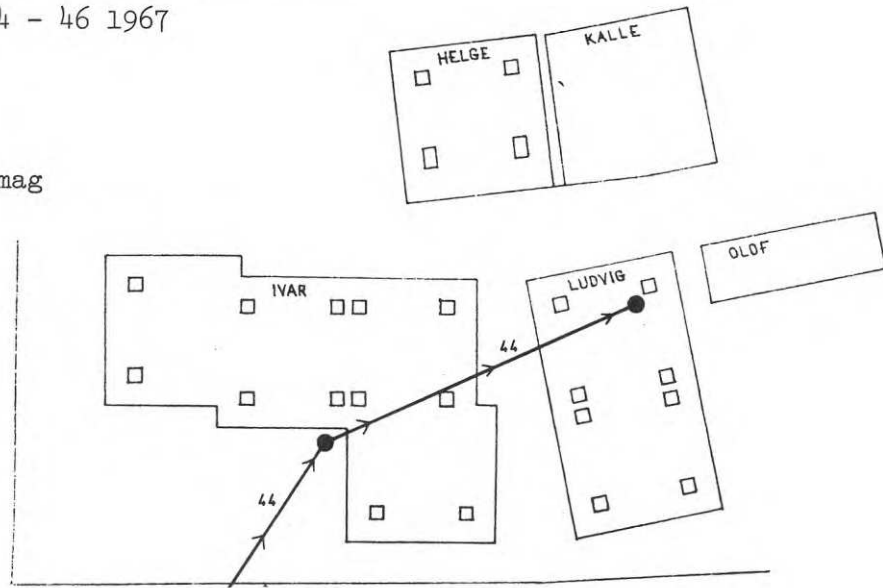 4 - 46 1967
HELGE
KALLE
mag
OLOF
IVAR
LUDVIG
44
44